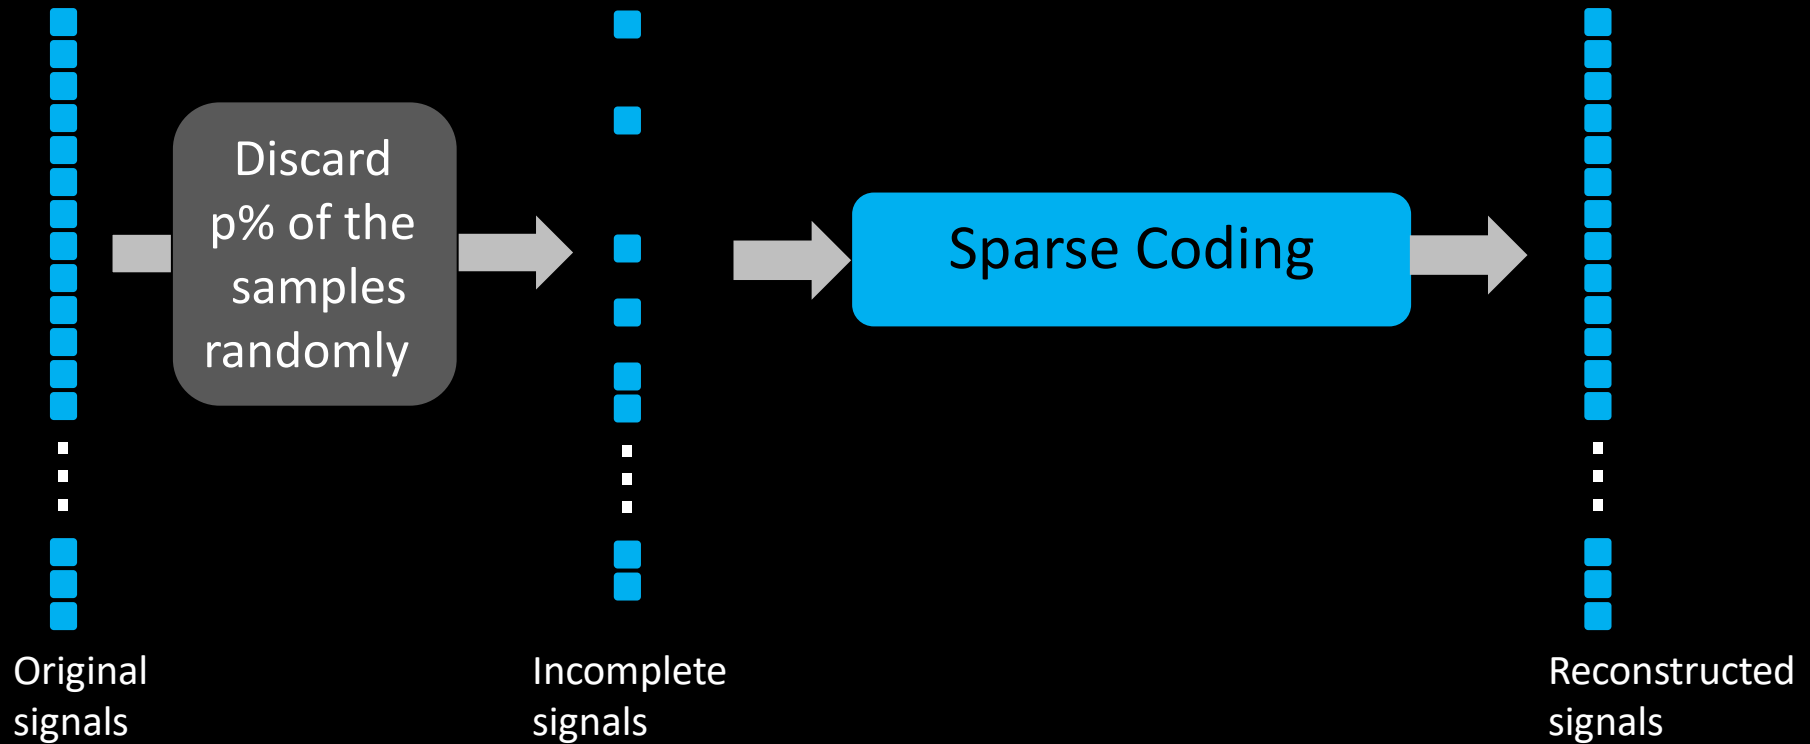 Discard
p% of the
samples
randomly
Sparse Coding
Original
signals
Incomplete
signals
Reconstructed
signals